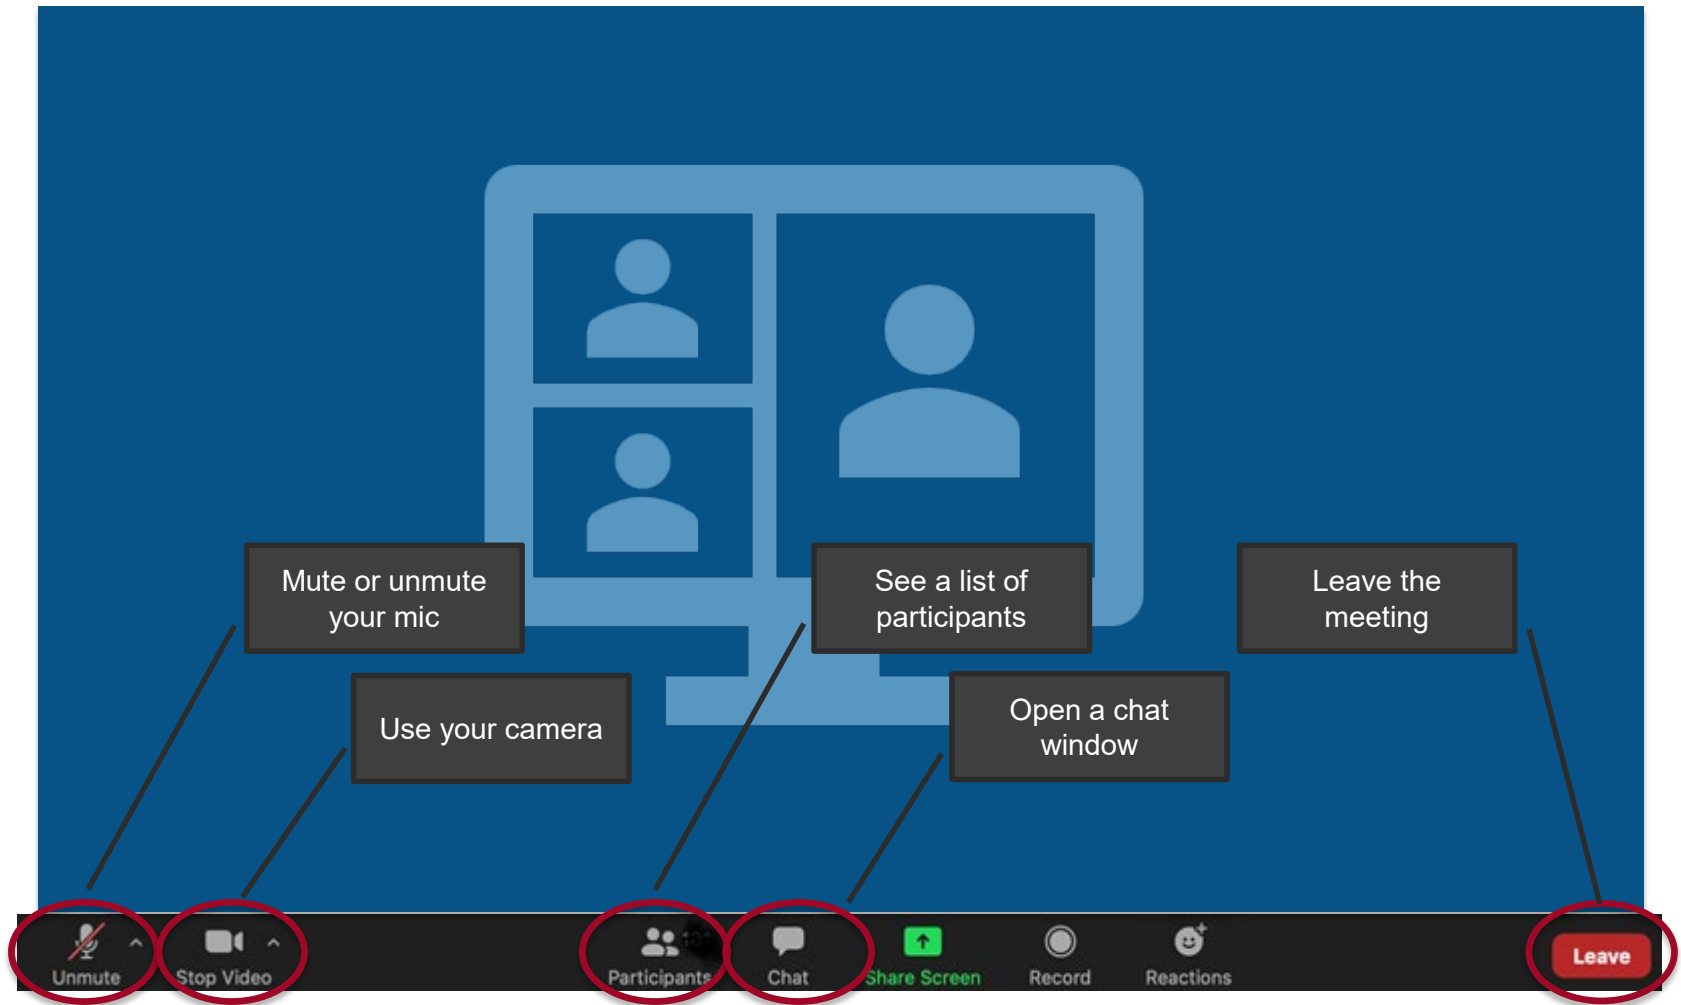 Mute or unmute
your mic
See a list of
participants
Leave the
meeting
Use your camera
Open a chat
window
Unmute
Stop Video
Participants
Chat
Share Screen
Record
Reactions
Leave